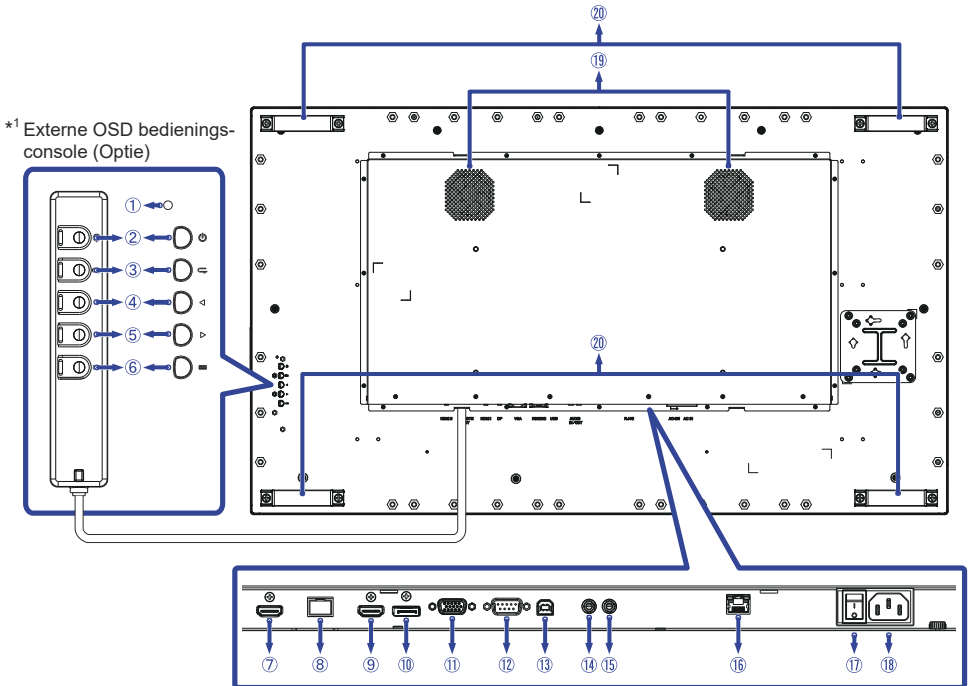 ⑳
⑲
*1 Externe OSD bedienings-
console (Optie)
①
②
③
④
⑤
⑥
⑳
VGA
⑦ ⑧ ⑨ ⑩ ⑪ ⑫ ⑬ ⑭ ⑮ ⑯ ⑰ ⑱